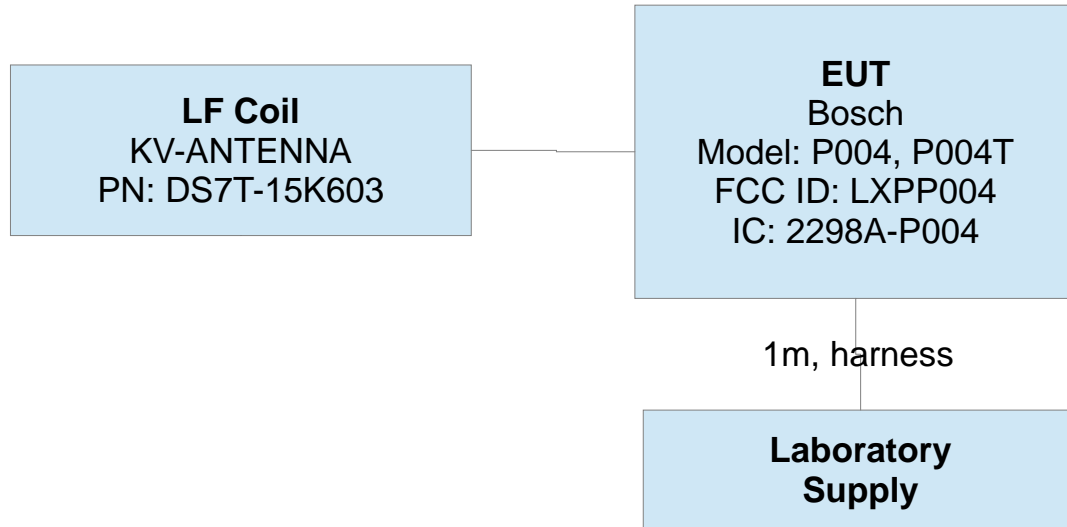 LF Coil
KV-ANTENNA
PN: DS7T-15K603
EUT
Bosch
Model: P004, P004T
FCC ID: LXPP004
IC: 2298A-P004
1m, harness
Laboratory
Supply